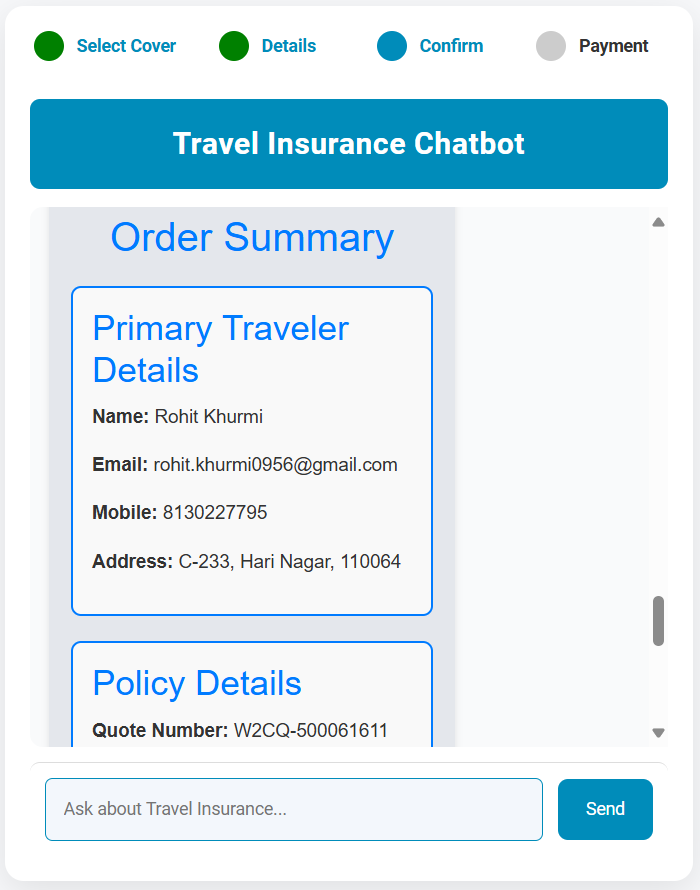 Select Cover Details Confirm Payment
Travel Insurance Chatbot
Order Summary
Primary Traveler
Details
Name: Rohit Khurmi
Email: rohit.khurmi0956@gmail.com
Mobile: 8130227795
Address: C-233, Hari Nagar, 110064
Policy Details
Quote Number: W2CQ-500061611
Ask about Travel Insurance...
Send